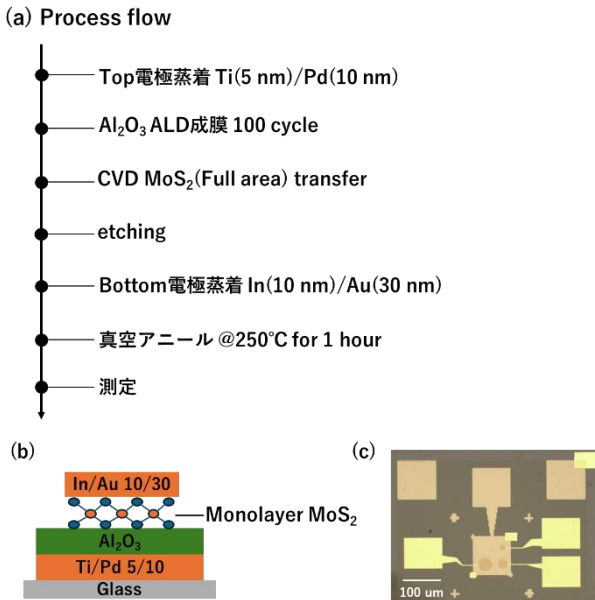 (a) Process flow
Top電極蒸着 Ti(5 nm)/Pd(10 nm)
Al₂O₃ ALD成膜 100 cycle
CVD MoS₂(Full area) transfer
etching
Bottom電極蒸着 In(10 nm)/Au(30 nm)
真空アニール @250℃ for 1 hour
測定
(b)
In/Au 10/30
Monolayer MoS₂
Al₂O₃
Ti/Pd 5/10
Glass
(c)
100 um